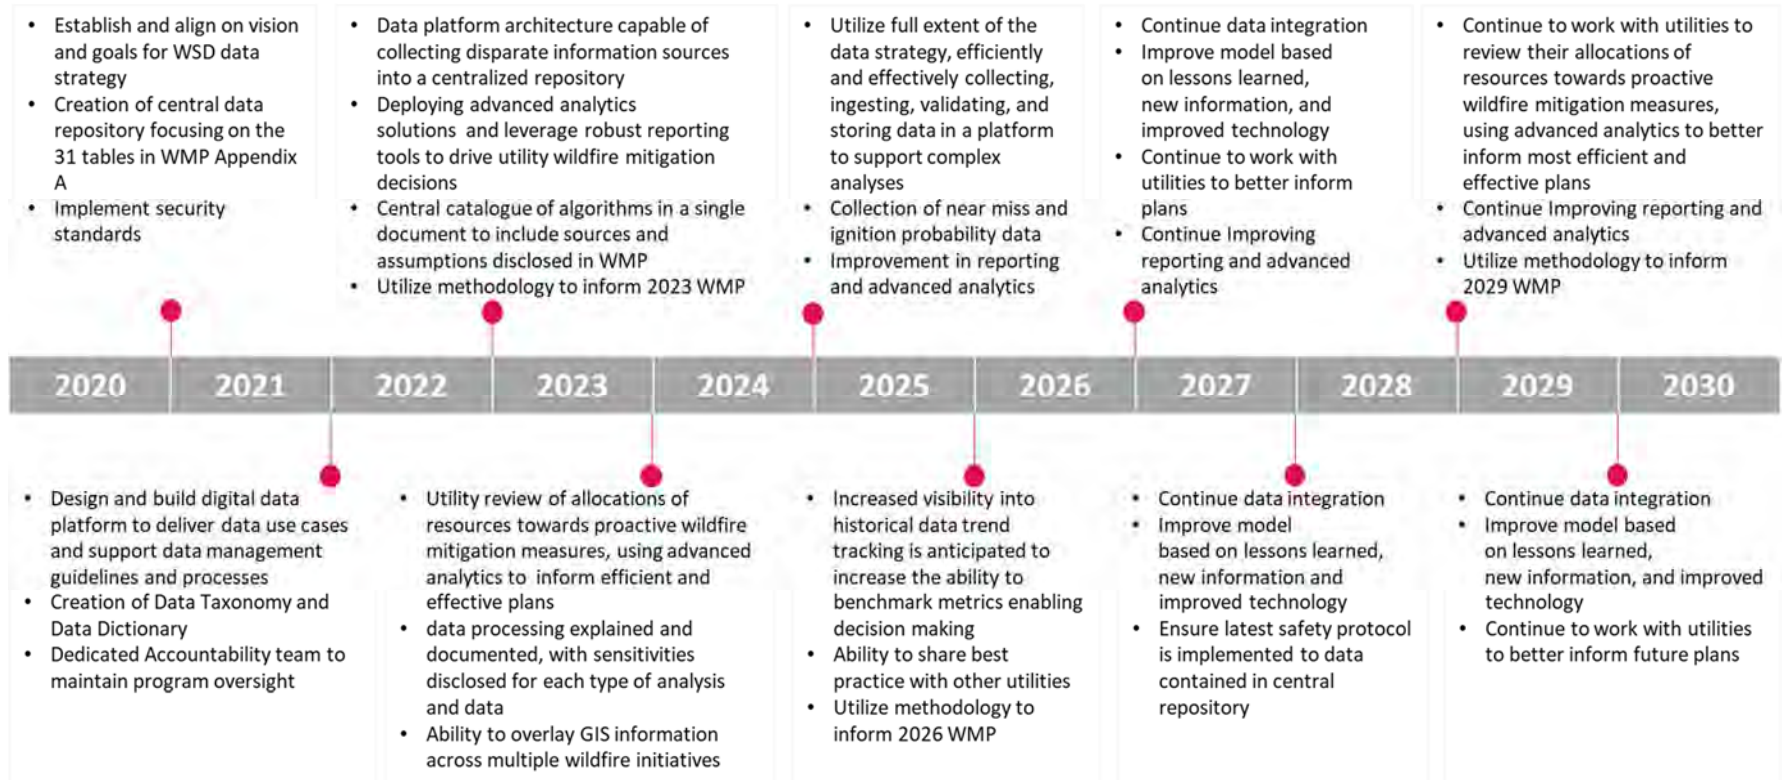 • Establish and align on vision
and goals for WSD data
strategy
• Creation of central data
repository focusing on the
31 tables in WMP Appendix
A
• Implement security
standards
• Data platform architecture capable of
collecting disparate information sources
into a centralized repository
• Deploying advanced analytics
solutions and leverage robust reporting
tools to drive utility wildfire mitigation
decisions
• Central catalogue of algorithms in a single
document to include sources and
assumptions disclosed in WMP
• Utilize methodology to inform 2023 WMP
• Utilize full extent of the
data strategy, efficiently
and effectively collecting,
ingesting, validating, and
storing data in a platform
to support complex
analyses
• Collection of near miss and
ignition probability data
• Improvement in reporting
and advanced analytics
• Continue data integration
• Improve model based
on lessons learned,
new information, and
improved technology
• Continue to work with
utilities to better inform
plans
• Continue Improving
reporting and advanced
analytics
• Continue to work with utilities to
review their allocations of
resources towards proactive
wildfire mitigation measures,
using advanced analytics to better
inform most efficient and
effective plans
• Continue Improving reporting and
advanced analytics
• Utilize methodology to inform
2029 WMP
2020 2021 2022 2023 2024 2025 2026 2027 2028 2029 2030
• Design and build digital data
platform to deliver data use cases
and support data management
guidelines and processes
• Creation of Data Taxonomy and
Data Dictionary
• Dedicated Accountability team to
maintain program oversight
• Utility review of allocations of
resources towards proactive wildfire
mitigation measures, using advanced
analytics to inform efficient and
effective plans
• data processing explained and
documented, with sensitivities
disclosed for each type of analysis
and data
• Ability to overlay GIS information
across multiple wildfire initiatives
• Increased visibility into
historical data trend
tracking is anticipated to
increase the ability to
benchmark metrics enabling
decision making
• Ability to share best
practice with other utilities
• Utilize methodology to
inform 2026 WMP
• Continue data integration
• Improve model
based on lessons learned,
new information and
improved technology
• Ensure latest safety protocol
is implemented to data
contained in central
repository
• Continue data integration
• Improve model based
on lessons learned,
new information, and improved
technology
• Continue to work with utilities
to better inform future plans